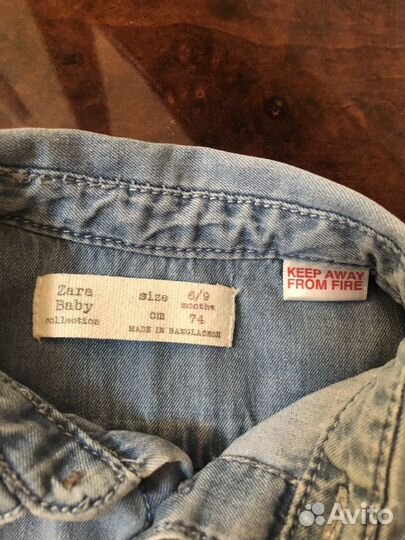 Zara
Baby
collection
size 6/9
months
cm 74
MADE IN BANGLADESH
KEEP AWAY
FROM FIRE
Avito